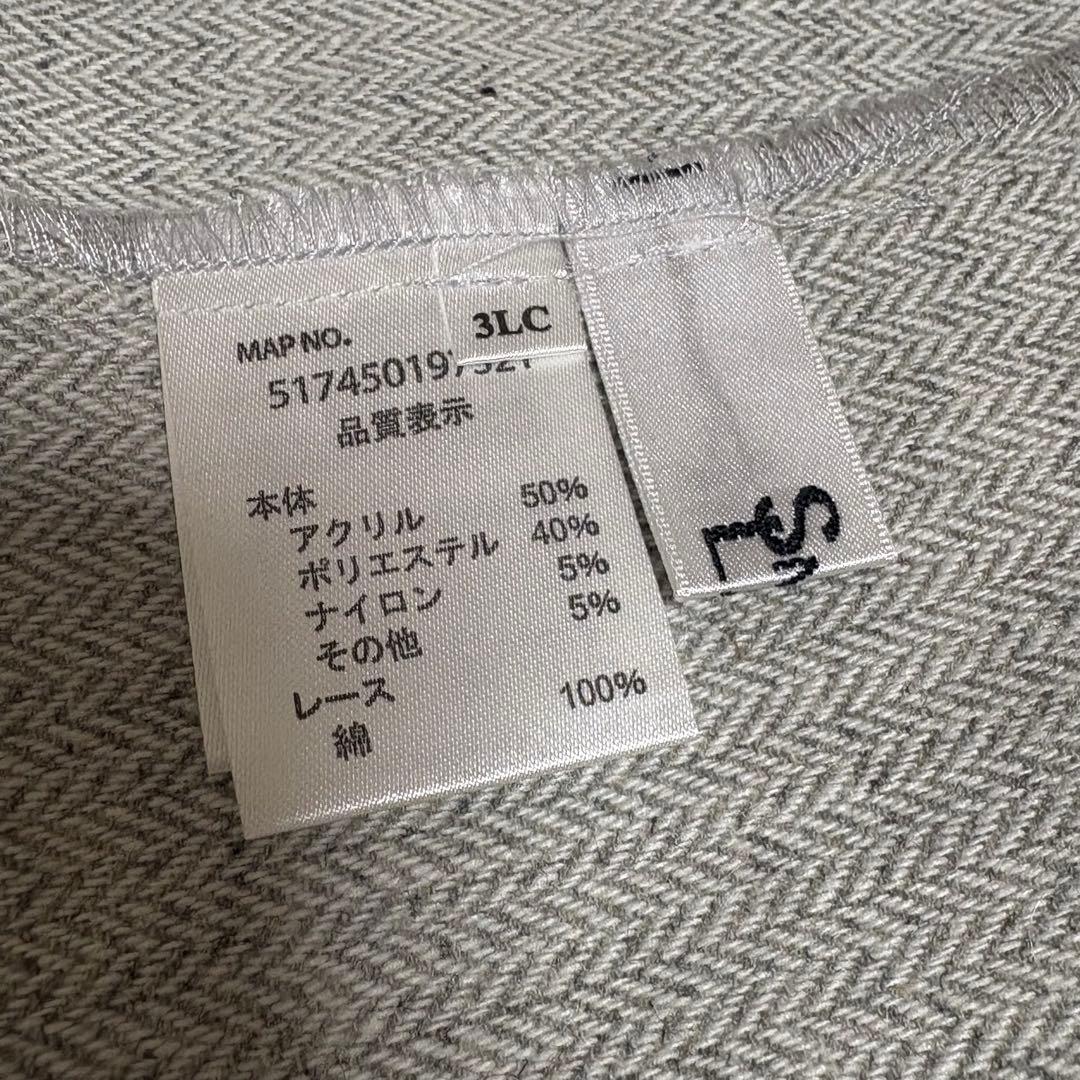 MAP NO.
3LC
品質表示
本体
アクリル 50%
ポリエステル 40%
ナイロン 5%
その他 5%
レース
綿 100%